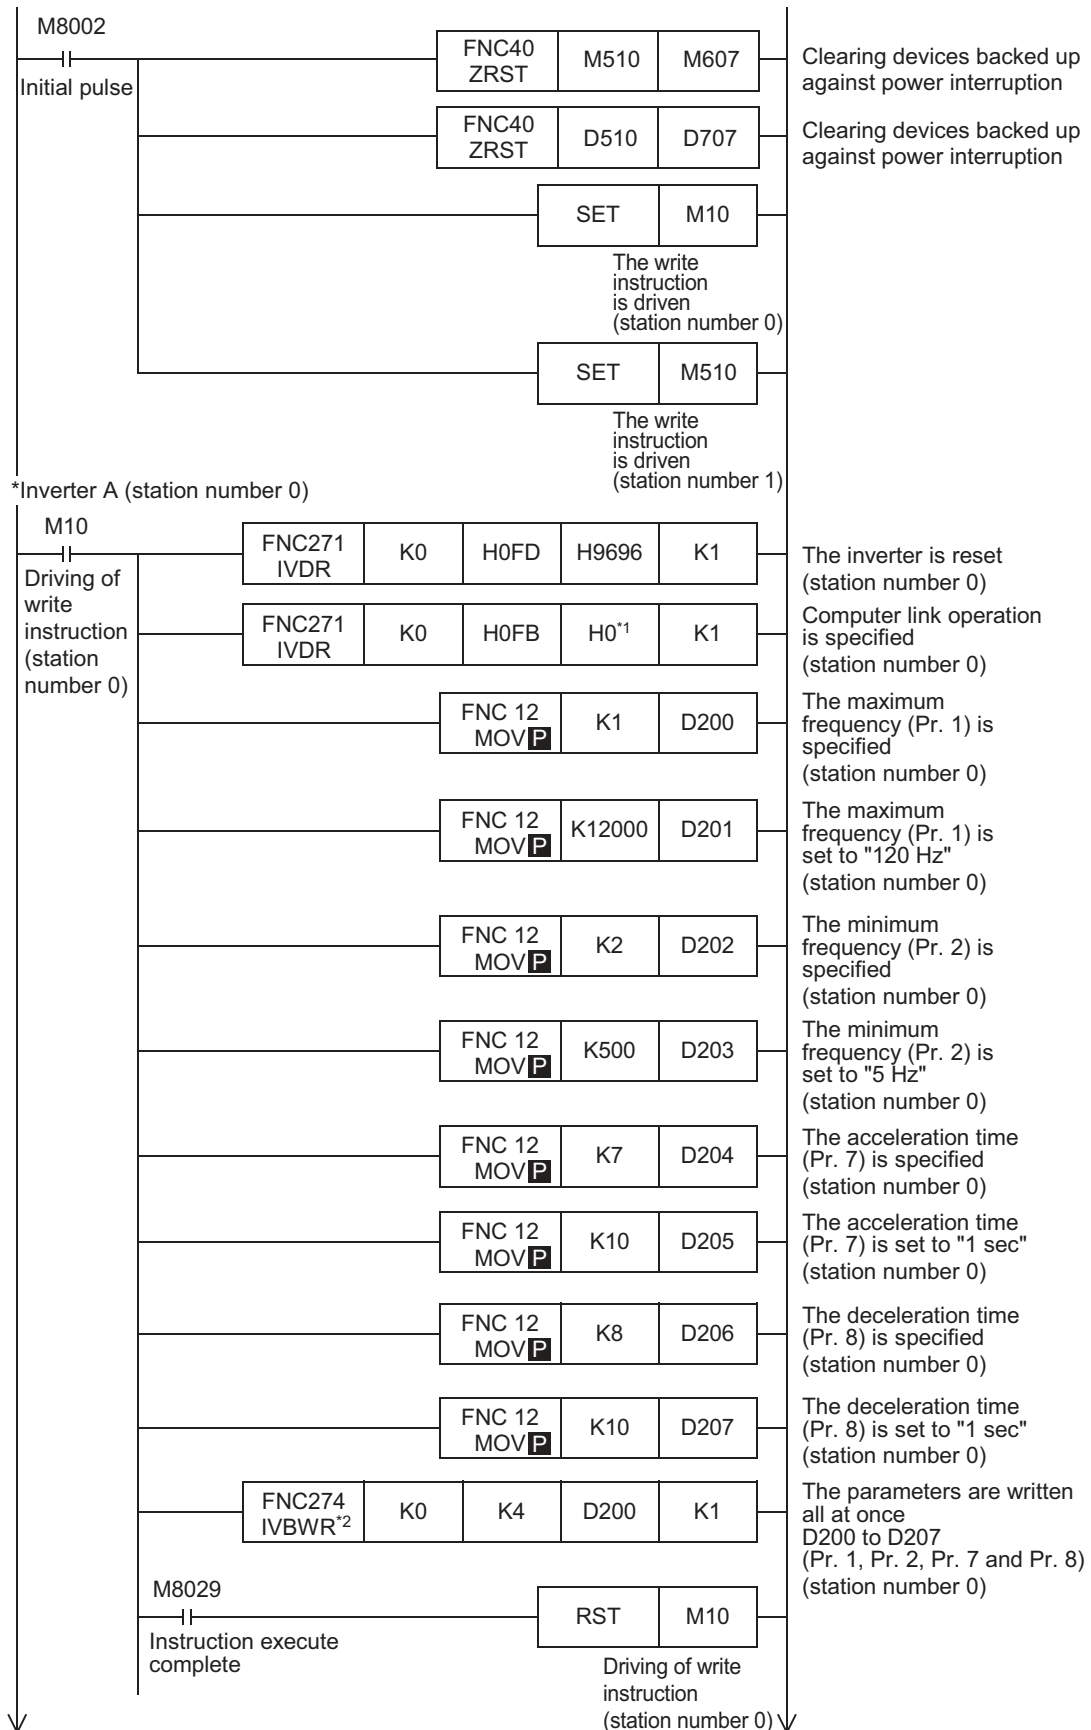 M8002
Initial pulse
FNC40
ZRST
M510
M607
Clearing devices backed up
against power interruption
FNC40
ZRST
D510
D707
Clearing devices backed up
against power interruption
SET
M10
The write
instruction
is driven
(station number 0)
SET
M510
The write
instruction
is driven
(station number 1)
*Inverter A (station number 0)
M10
Driving of
write
instruction
(station
number 0)
FNC271
IVDR
K0
H0FD
H9696
K1
The inverter is reset
(station number 0)
FNC271
IVDR
K0
H0FB
H0*1
K1
Computer link operation
is specified
(station number 0)
FNC 12
MOV P
K1
D200
The maximum
frequency (Pr. 1) is
specified
(station number 0)
FNC 12
MOV P
K12000
D201
The maximum
frequency (Pr. 1) is
set to "120 Hz"
(station number 0)
FNC 12
MOV P
K2
D202
The minimum
frequency (Pr. 2) is
specified
(station number 0)
FNC 12
MOV P
K500
D203
The minimum
frequency (Pr. 2) is
set to "5 Hz"
(station number 0)
FNC 12
MOV P
K7
D204
The acceleration time
(Pr. 7) is specified
(station number 0)
FNC 12
MOV P
K10
D205
The acceleration time
(Pr. 7) is set to "1 sec"
(station number 0)
FNC 12
MOV P
K8
D206
The deceleration time
(Pr. 8) is specified
(station number 0)
FNC 12
MOV P
K10
D207
The deceleration time
(Pr. 8) is set to "1 sec"
(station number 0)
FNC274
IVBWR*2
K0
K4
D200
K1
The parameters are written
all at once
D200 to D207
(Pr. 1, Pr. 2, Pr. 7 and Pr. 8)
(station number 0)
M8029
Instruction execute
complete
RST
M10
Driving of write
instruction
(station number 0)